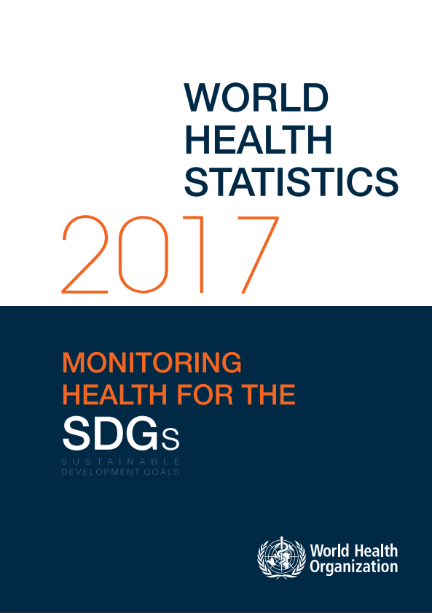 WORLD
HEALTH
STATISTICS
2017
MONITORING
HEALTH FOR THE
SDGs
SUSTAINABLE
DEVELOPMENT GOALS
World Health
Organization